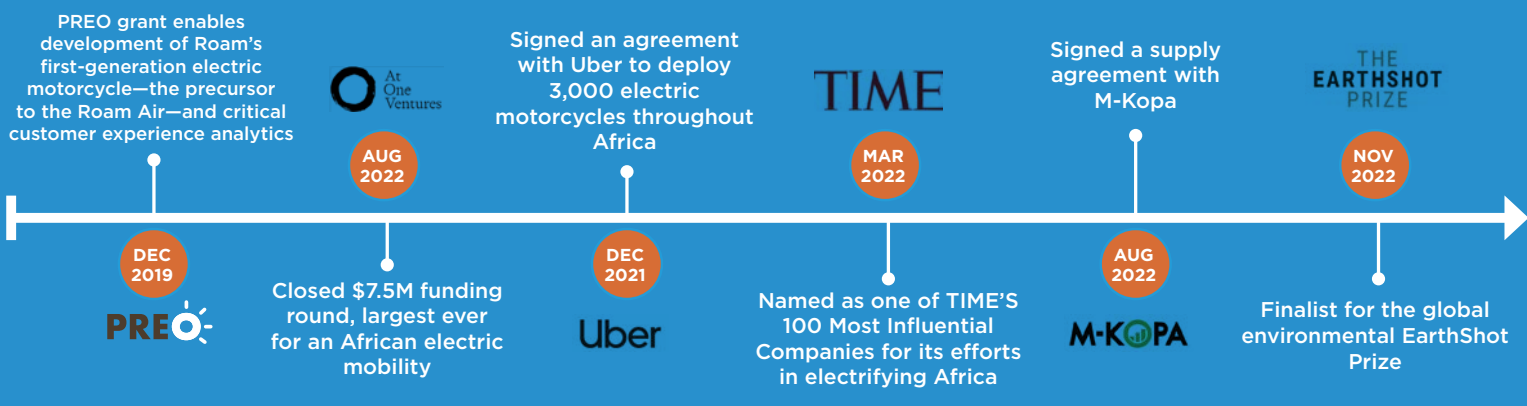 PREO grant enables
development of Roam's
first-generation electric
motorcycle—the precursor
to the Roam Air—and critical
customer experience analytics
DEC
2019
PREO
At
One
Ventures
AUG
2022
Closed $7.5M funding
round, largest ever
for an African electric
mobility
Signed an agreement
with Uber to deploy
3,000 electric
motorcycles throughout
Africa
DEC
2021
Uber
TIME
MAR
2022
Named as one of TIME'S
100 Most Influential
Companies for its efforts
in electrifying Africa
Signed a supply
agreement with
M-Kopa
AUG
2022
M-KOPA
THE
EARTHSHOT
PRIZE
NOV
2022
Finalist for the global
environmental EarthShot
Prize